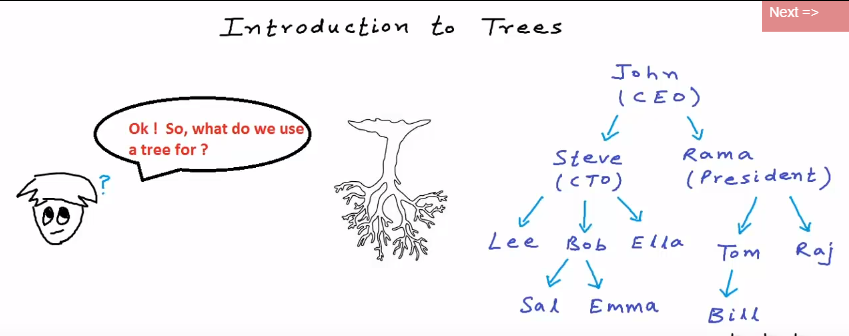 Next =>
Introduction to Trees
Ok ! So, what do we use
a tree for ?
?
John
(CEO)
Steve
(CTO)
Rama
(President)
Lee Bob Ella
Tom Raj
Sal Emma
Bill